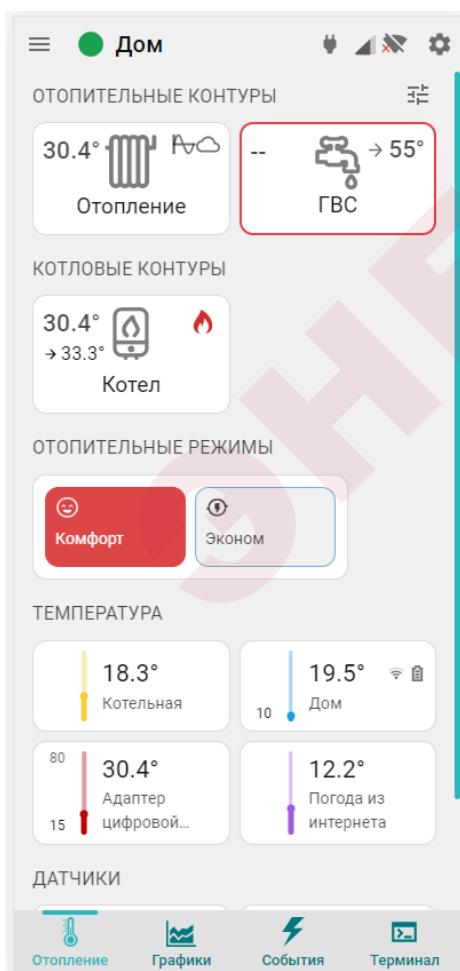 Дом
ОТОПИТЕЛЬНЫЕ КОНТУРЫ
30.4°
Отопление
--
→ 55°
ГВС
КОТЛОВЫЕ КОНТУРЫ
30.4°
→ 33.3°
Котел
ОТОПИТЕЛЬНЫЕ РЕЖИМЫ
Комфорт
Эконом
ТЕМПЕРАТУРА
18.3°
Котельная
19.5°
10
Дом
80
30.4°
15
Адаптер
цифровой...
12.2°
Погода из
интернета
ДАТЧИКИ
Отопление
Графики
События
Терминал
ЭНЕ